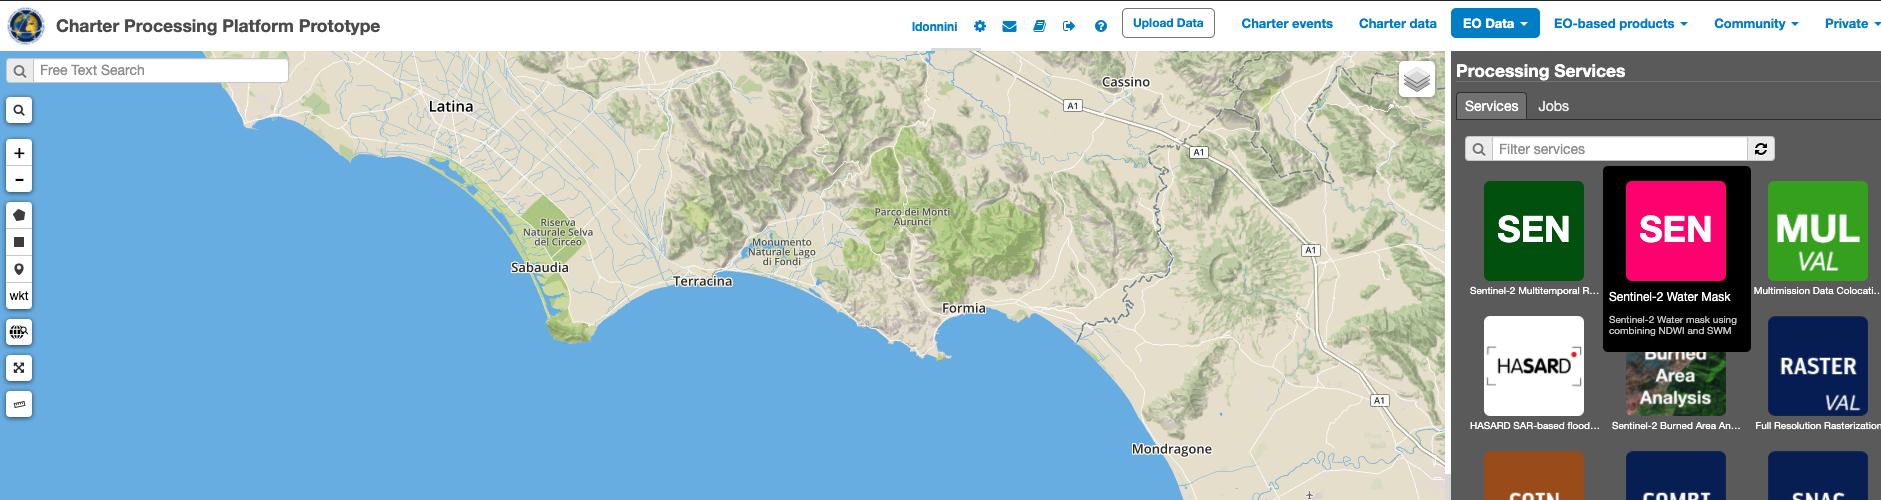 Charter Processing Platform Prototype
ldonnini
Upload Data
Charter events
Charter data
EO Data
EO-based products
Community
Private
Free Text Search
wkt
Latina
Cassino
A1
A1
A1
A1
Riserva
Naturale Selva
del Circeo
Sabaudia
Parco dei Monti
Aurunci
Monumento
Naturale Lago
di Fondi
Terracina
Formia
Mondragone
Processing Services
Services
Jobs
Filter services
SEN
SEN
MUL
VAL
Sentinel-2 Multitemporal R...
Sentinel-2 Water Mask
Multimission Data Colocati...
Sentinel-2 Water mask using
combining NDWI and SWM
HASARD
Burned
Area
Analysis
RASTER
VAL
HASARD SAR-based flood...
Sentinel-2 Burned Area An...
Full Resolution Rasterization
COIN
COMBI
SNAC